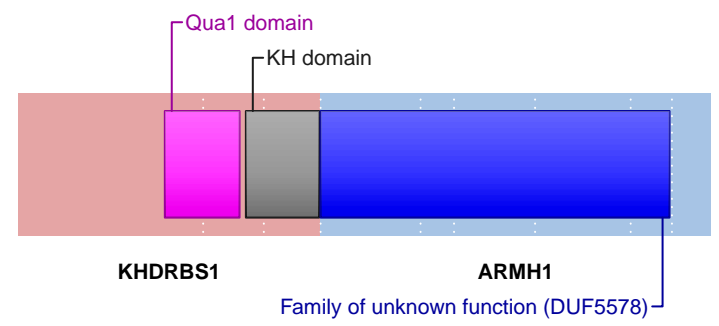 Qua1 domain
KH domain
KHDRBS1
ARMH1
Family of unknown function (DUF5578)